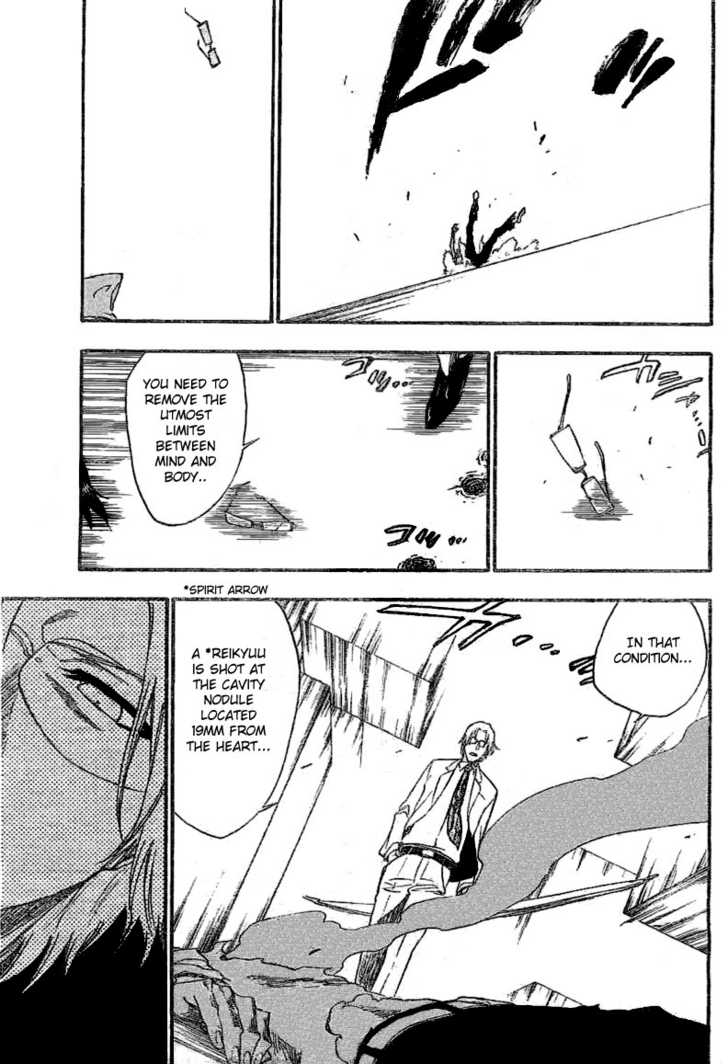 YOU NEED TO
REMOVE THE
UTMOST
LIMITS
BETWEEN
MIND AND
BODY..
*SPIRIT ARROW
IN THAT
CONDITION...
A *REIKYUU
IS SHOT AT
THE CAVITY
NODULE
LOCATED
19MM FROM
THE HEART...